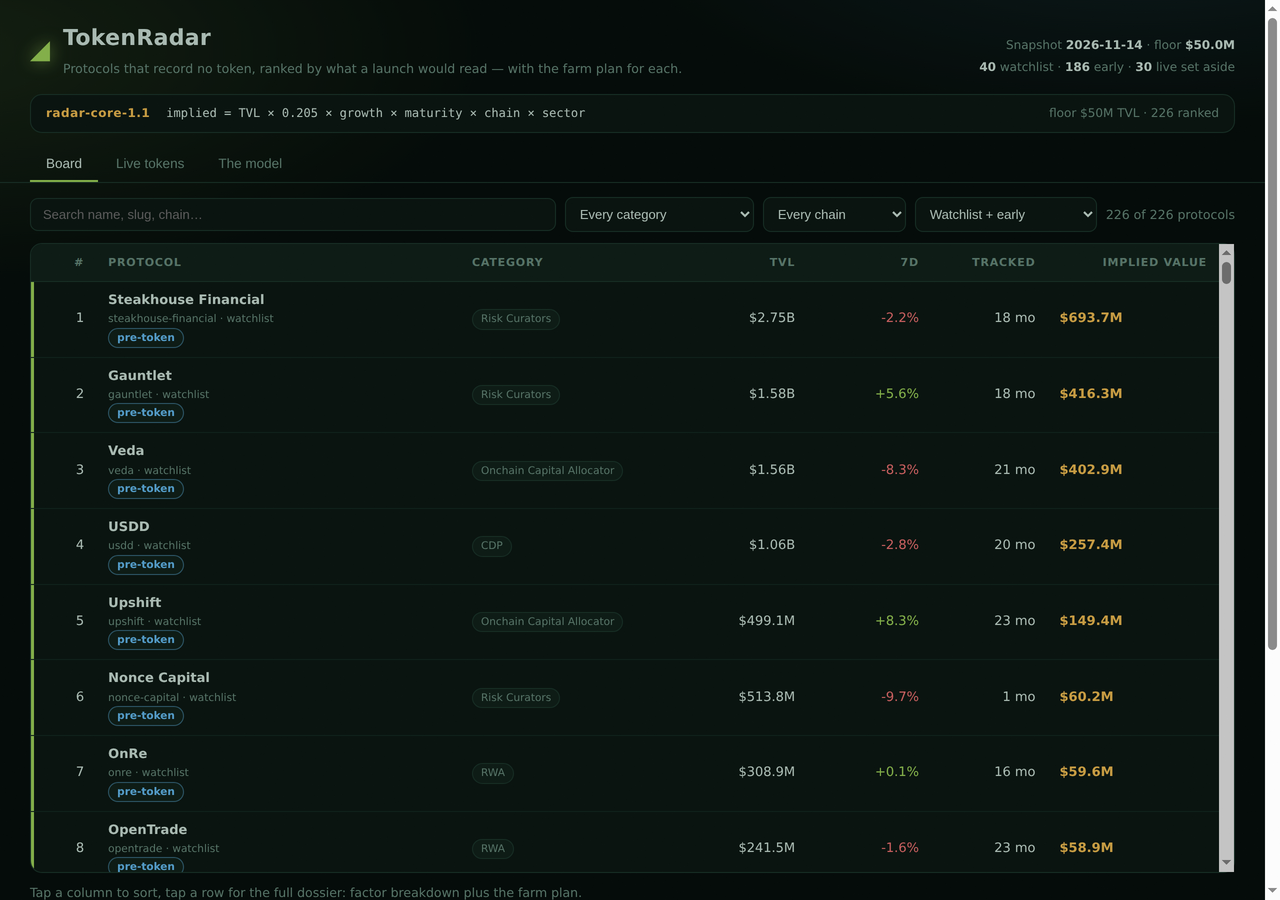 TokenRadar
Protocols that record no token, ranked by what a launch would read — with the farm plan for each.
Snapshot 2026-11-14 · floor $50.0M
40 watchlist · 186 early · 30 live set aside
radar-core-1.1 implied = TVL × 0.205 × growth × maturity × chain × sector floor $50M TVL · 226 ranked
Board Live tokens The model
Search name, slug, chain… Every category Every chain Watchlist + early 226 of 226 protocols
# PROTOCOL CATEGORY TVL 7D TRACKED IMPLIED VALUE
Steakhouse Financial
1 steakhouse-financial · watchlist Risk Curators $2.75B -2.2% 18 mo $693.7M
pre-token
Gauntlet
2 gauntlet · watchlist Risk Curators $1.58B +5.6% 18 mo $416.3M
pre-token
Veda
3 veda · watchlist Onchain Capital Allocator $1.56B -8.3% 21 mo $402.9M
pre-token
USDD
4 usdd · watchlist CDP $1.06B -2.8% 20 mo $257.4M
pre-token
Upshift
5 upshift · watchlist Onchain Capital Allocator $499.1M +8.3% 23 mo $149.4M
pre-token
Nonce Capital
6 nonce-capital · watchlist Risk Curators $513.8M -9.7% 1 mo $60.2M
pre-token
OnRe
7 onre · watchlist RWA $308.9M +0.1% 16 mo $59.6M
pre-token
OpenTrade
8 opentrade · watchlist RWA $241.5M -1.6% 23 mo $58.9M
pre-token
Tap a column to sort, tap a row for the full dossier: factor breakdown plus the farm plan.